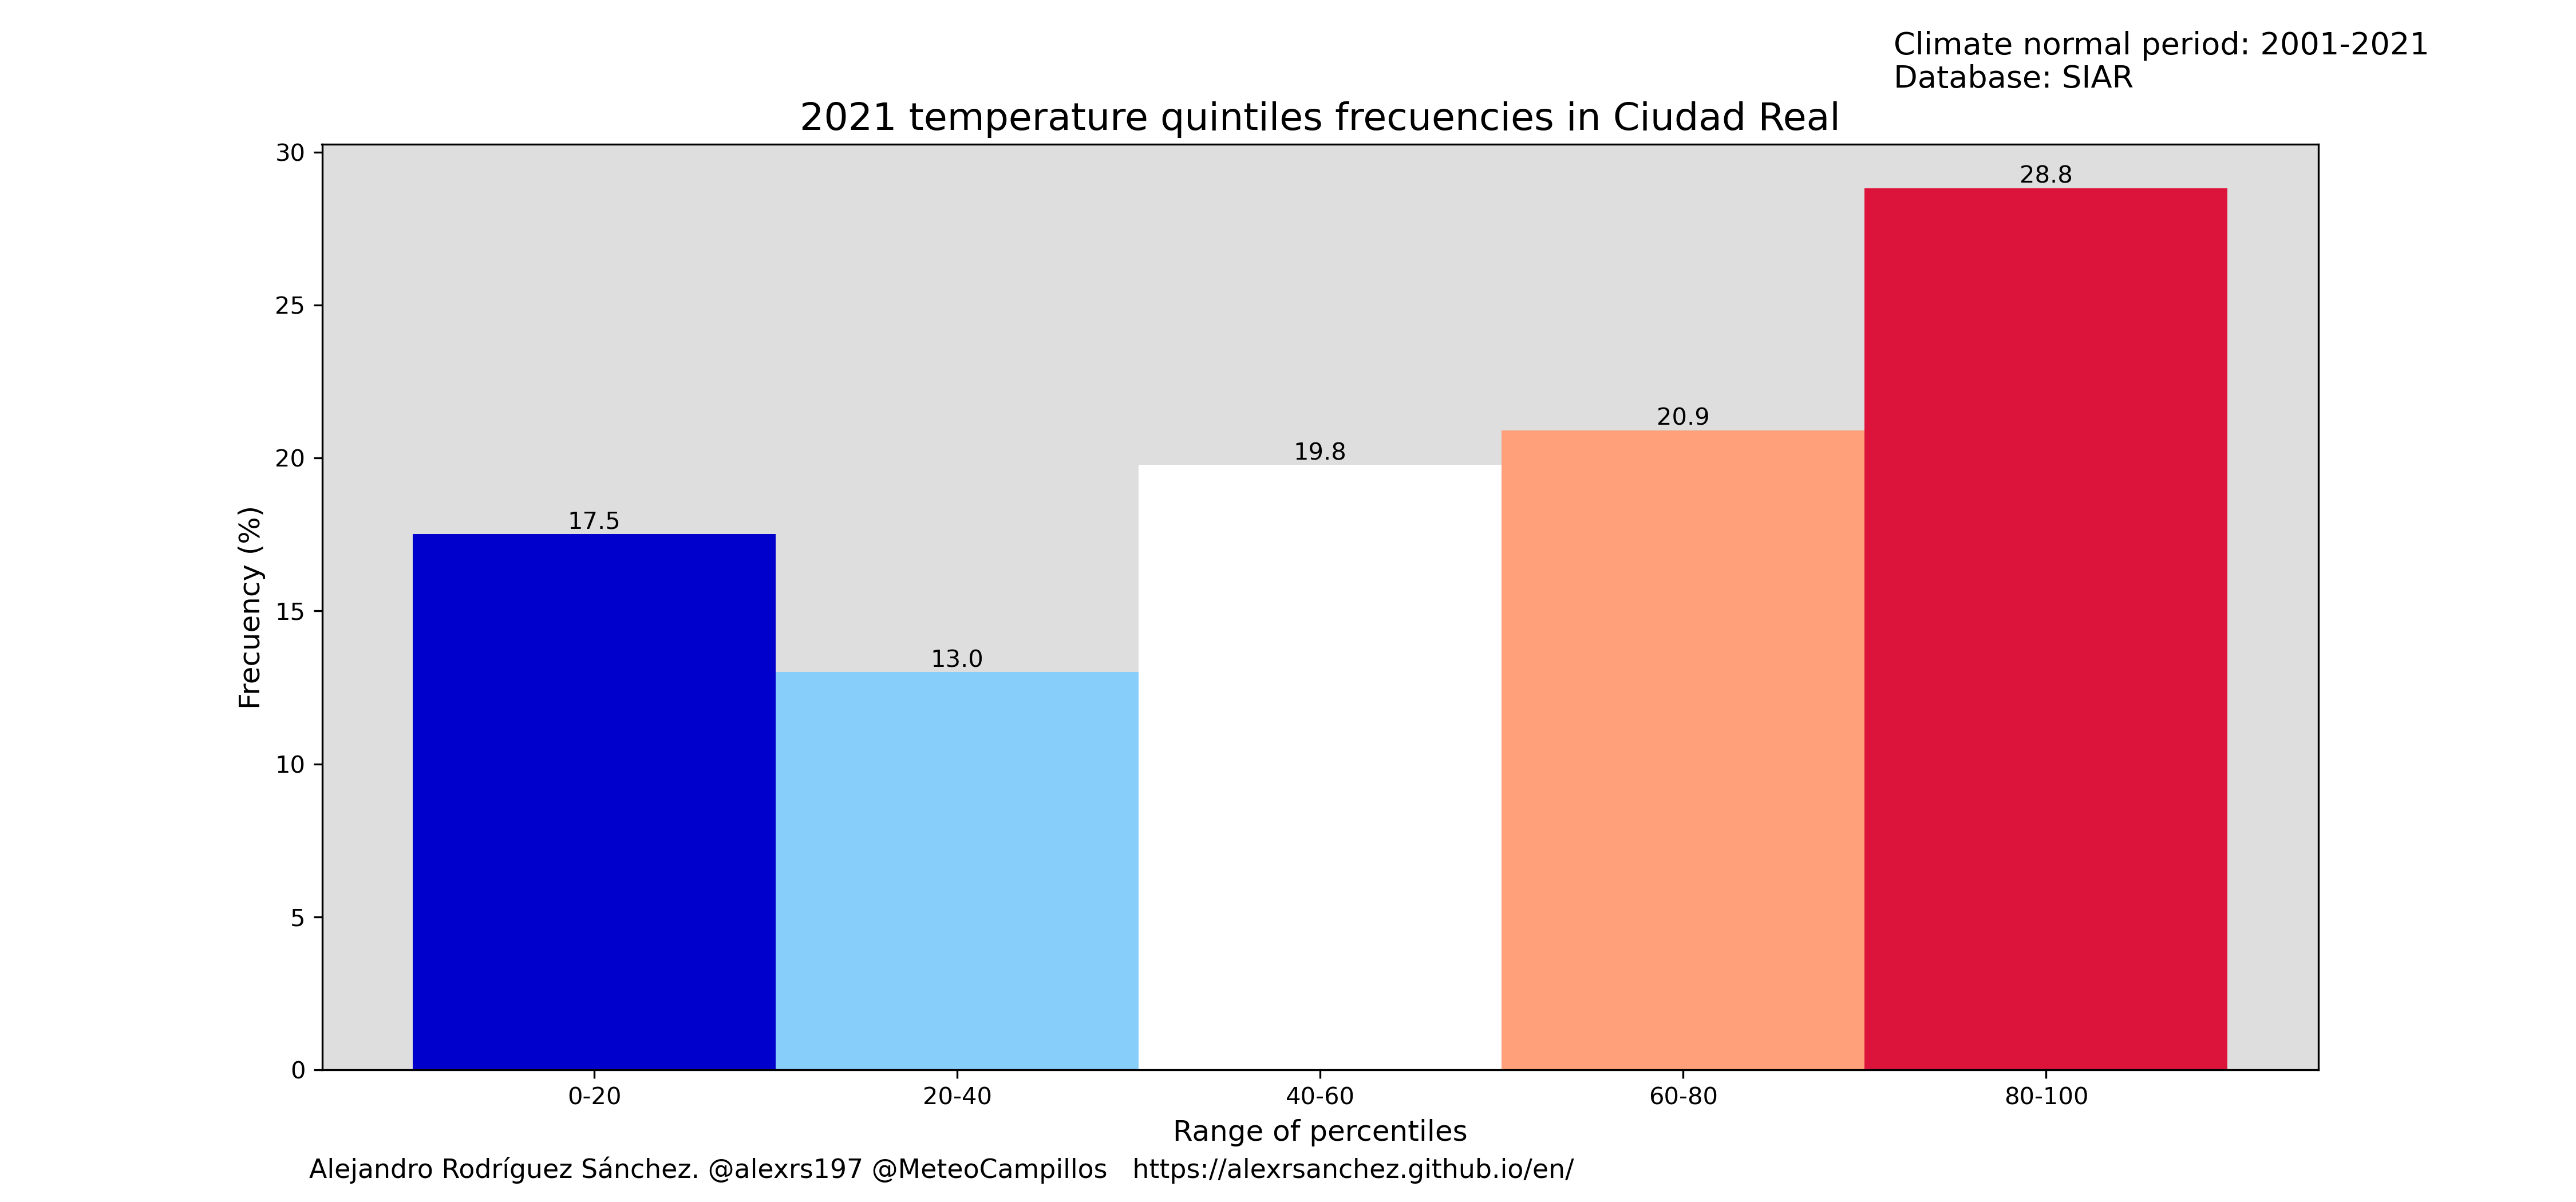 Climate normal period: 2001-2021
Database: SIAR
2021 temperature quintiles frecuencies in Ciudad Real
30
25
20
15
10
5
0
Frecuency (%)
17.5
13.0
19.8
20.9
28.8
0-20
20-40
40-60
60-80
80-100
Range of percentiles
Alejandro Rodríguez Sánchez. @alexrs197 @MeteoCampillos https://alexrsanchez.github.io/en/